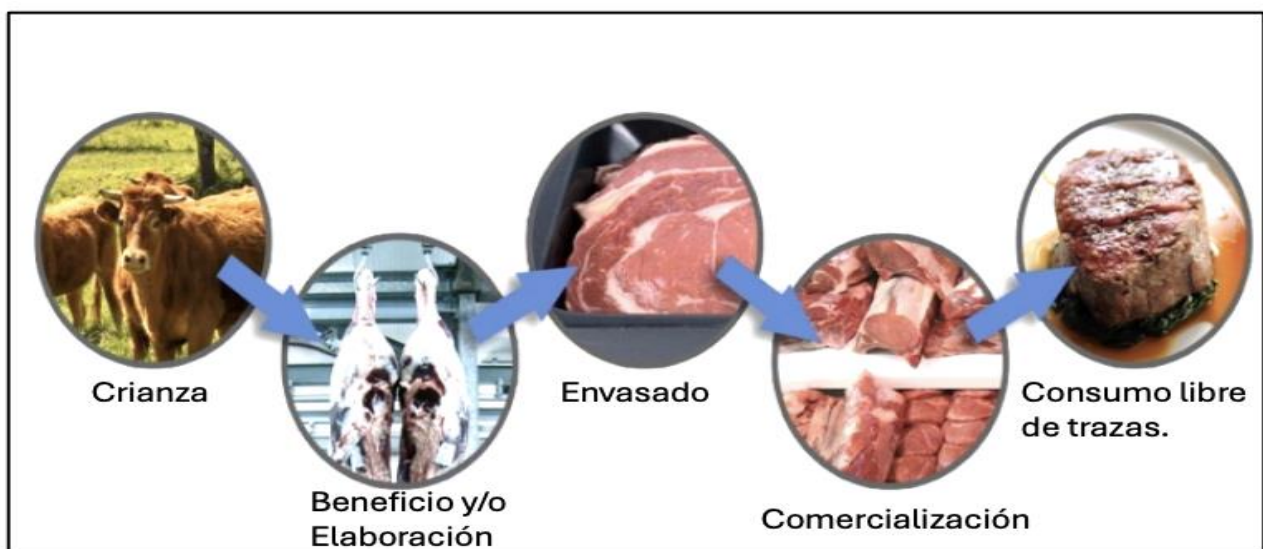 Crianza
Beneficio y/o
Elaboración
Envasado
Comercialización
Consumo libre
de trazas.